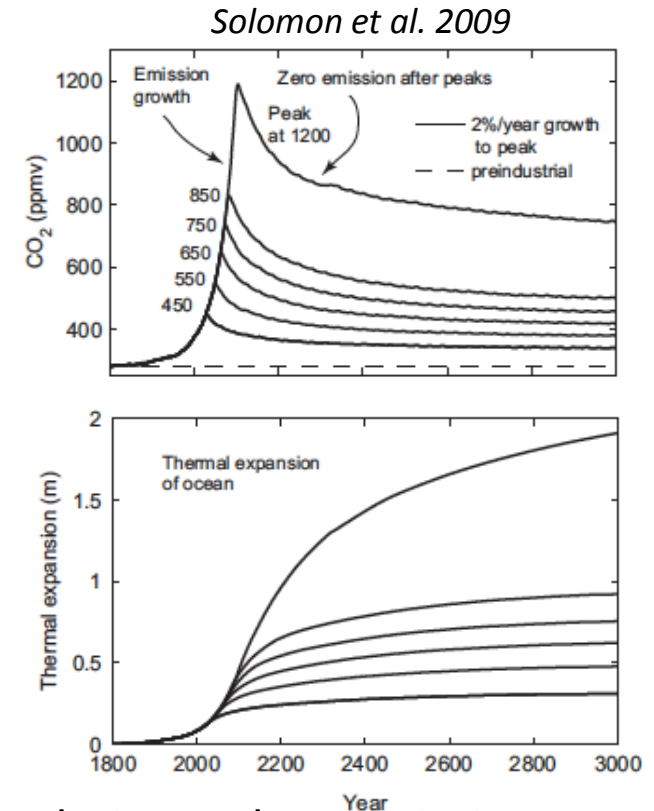 Solomon et al. 2009
Emission
growth
Zero emission after peaks
Peak
at 1200
2%/year growth
to peak
preindustrial
CO2 (ppmv)
1200
1000
800
600
400
850
750
650
550
450
Thermal expansion
of ocean
Thermal expansion (m)
2
1.5
1
0.5
0
1800 2000 2200 2400 2600 2800 3000
Year